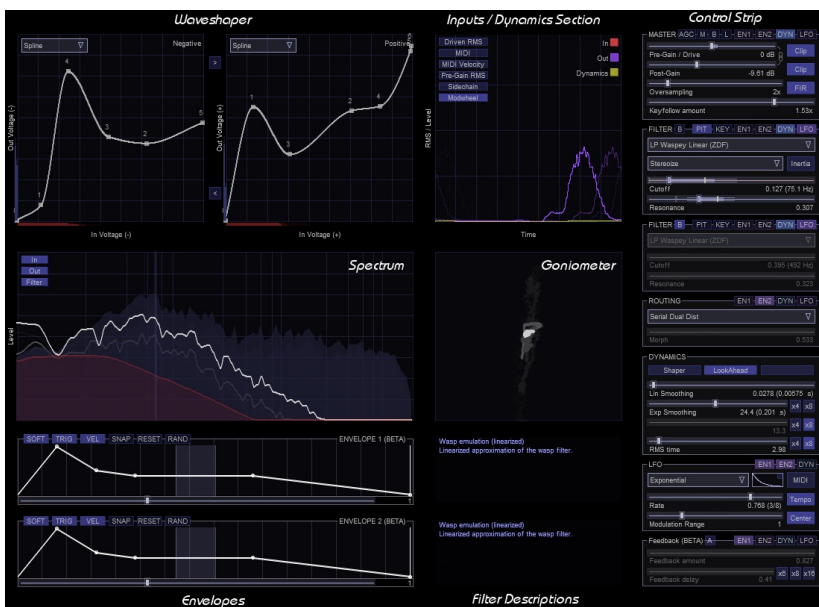 Waveshaper
Inputs / Dynamics Section
Control Strip
Spline
Negative
Out Voltage (-)
4
3
2
5
1
In Voltage (-)
>
<
Spline
Positive
Out Voltage (+)
1
3
2
4
In Voltage (+)
Driven RMS
MIDI
MIDI Velocity
Pre-Gain RMS
Sidechain
Modwheel
In
Out
Dynamics
RMS / Level
Time
MASTER AGC M B L EN1 EN2 DYN LFO
Pre-Gain / Drive 0 dB
Clip
Post-Gain -9.61 dB
Clip
Oversampling 2x
FIR
Keyfollow amount 1.53x
FILTER B PIT KEY EN1 EN2 DYN LFO
LP Waspey Linear (ZDF)
Stereoize
Inertia
Cutoff 0.127 (75.1 Hz)
Resonance 0.307
FILTER B PIT KEY EN1 EN2 DYN LFO
LP Waspey Linear (ZDF)
Cutoff 0.395 (492 Hz)
Resonance 0.323
ROUTING EN1 EN2 DYN LFO
Serial Dual Dist
Morph 0.533
DYNAMICS
Shaper
LookAhead
Lin Smoothing 0.0278 (0.00675 s)
Exp Smoothing 24.4 (0.201 s)
x4 x8
13.3
x4 x8
RMS time 2.98
x4 x8
LFO EN1 EN2 DYN
Exponential
MIDI
Rate 0.768 (3/8)
Tempo
Modulation Range 1
Center
Feedback (BETA) A EN1 EN2 DYN LFO
Feedback amount 0.827
Feedback delay 0.41
x6 x8 x16
Spectrum
In
Out
Filter
Level
Goniometer
SOFT TRIG VEL SNAP RESET RAND
ENVELOPE 1 (BETA)
1
SOFT TRIG VEL SNAP RESET RAND
ENVELOPE 2 (BETA)
1
Envelopes
Wasp emulation (linearized)
Linearized approximation of the wasp filter.
Wasp emulation (linearized)
Linearized approximation of the wasp filter.
Filter Descriptions